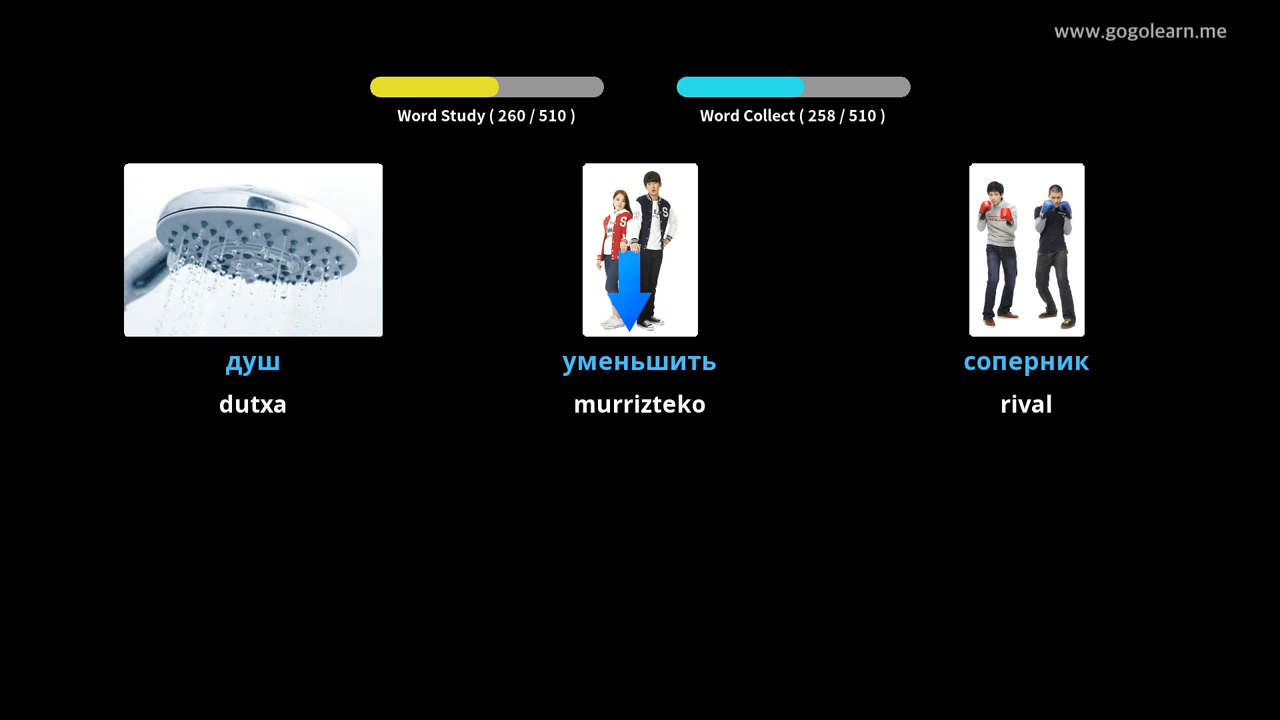 www.gogolearn.me
Word Study ( 260 / 510 )
Word Collect ( 258 / 510 )
S
S
душ
уменьшить
соперник
dutxa
murrizteko
rival